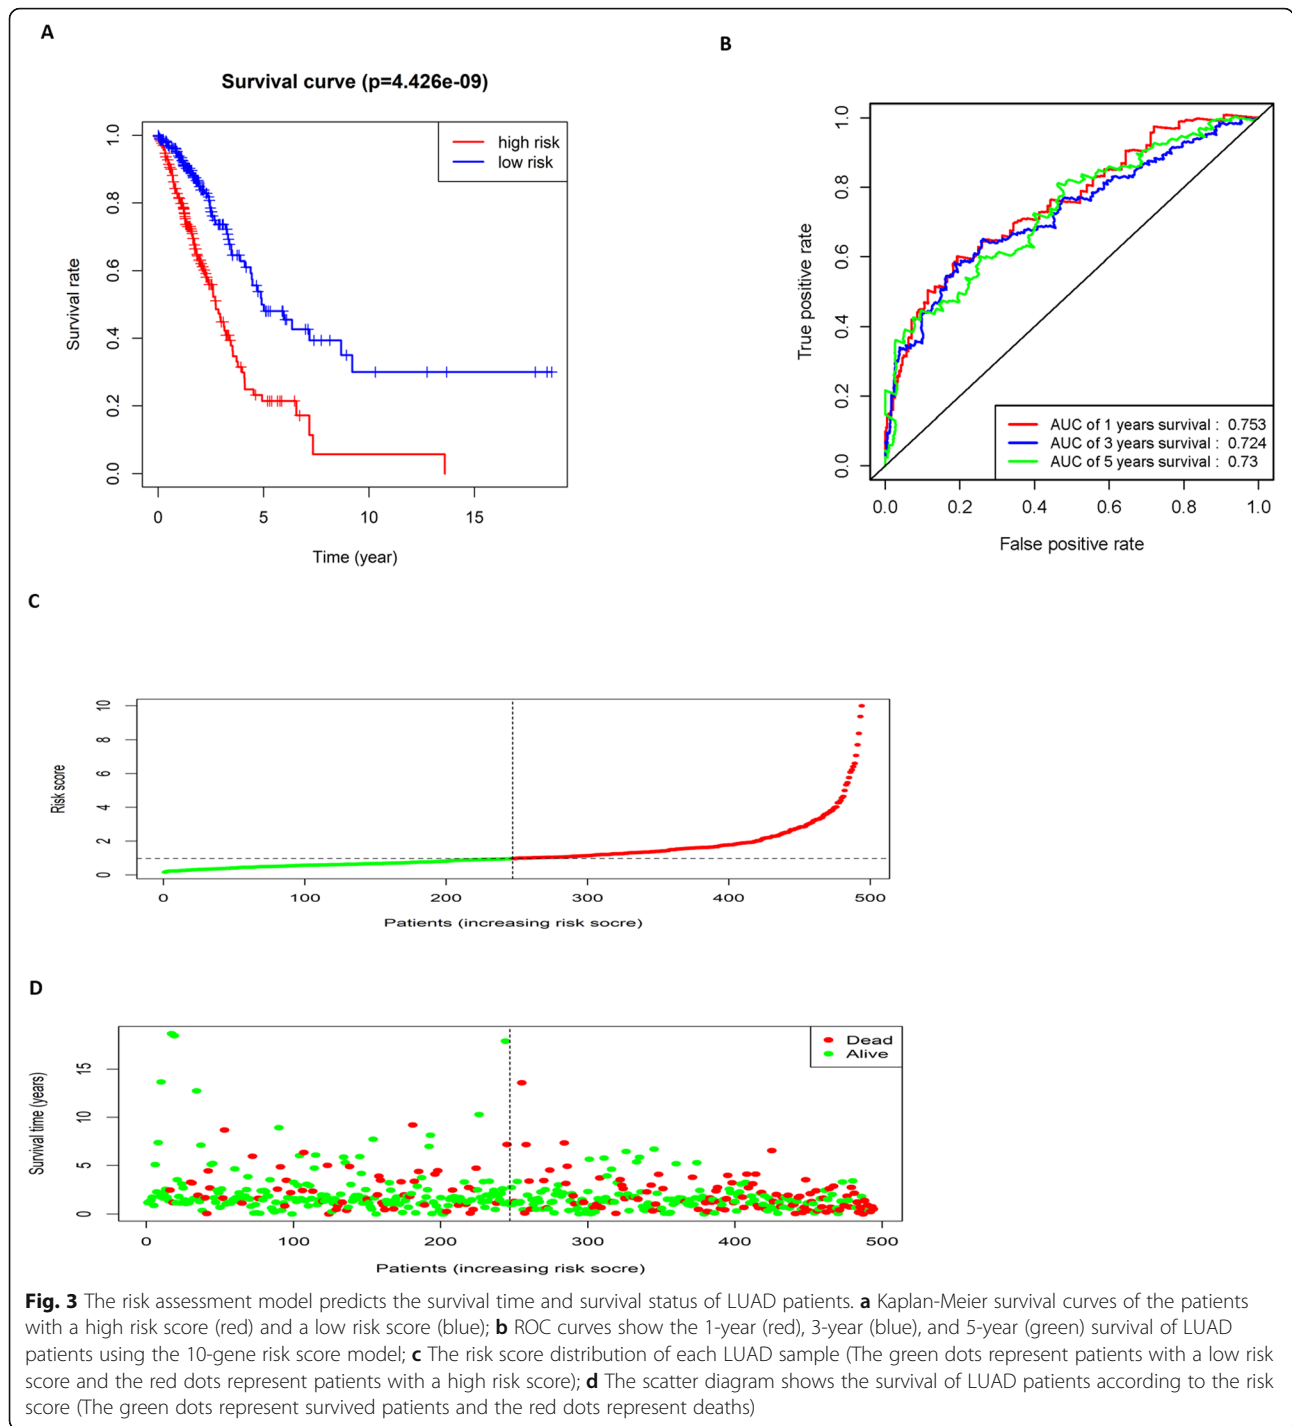 A
Survival curve (p=4.426e-09)
high risk
low risk
Survival rate
0.0 0.2 0.4 0.6 0.8 1.0
0 5 10 15
Time (year)
B
True positive rate
0.0 0.2 0.4 0.6 0.8 1.0
AUC of 1 years survival : 0.753
AUC of 3 years survival : 0.724
AUC of 5 years survival : 0.73
0.0 0.2 0.4 0.6 0.8 1.0
False positive rate
C
Risk score
0 2 4 6 8 10
0 100 200 300 400 500
Patients (increasing risk socre)
D
Dead
Alive
Survival time (years)
0 5 10 15
0 100 200 300 400 500
Patients (increasing risk socre)
Fig. 3 The risk assessment model predicts the survival time and survival status of LUAD patients. a Kaplan-Meier survival curves of the patients
with a high risk score (red) and a low risk score (blue); b ROC curves show the 1-year (red), 3-year (blue), and 5-year (green) survival of LUAD
patients using the 10-gene risk score model; c The risk score distribution of each LUAD sample (The green dots represent patients with a low risk
score and the red dots represent patients with a high risk score); d The scatter diagram shows the survival of LUAD patients according to the risk
score (The green dots represent survived patients and the red dots represent deaths)